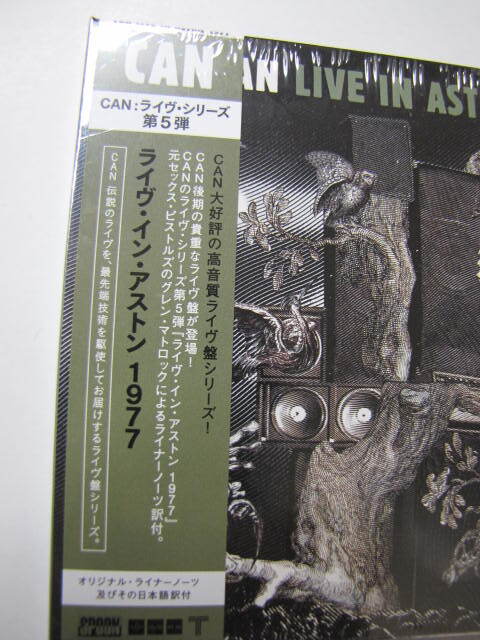 CAN
AN LIVE IN AST
CAN:ライヴ・シリーズ
第5弾
CAN大好評の高音質ライヴ盤シリーズ!
CAN後期の貴重なライヴ盤が登場!
CANのライヴ・シリーズ第5弾『ライヴ・イン・アストン 1977』
元セックス・ピストルズのグレン・マトロックによるライナーノーツ訳付。
ライヴ・イン・アストン 1977
CAN 伝説のライヴを、最先端技術を駆使してお届けするライヴ盤シリーズ。
オリジナル・ライナーノーツ
及びその日本語訳付
SPOON
T